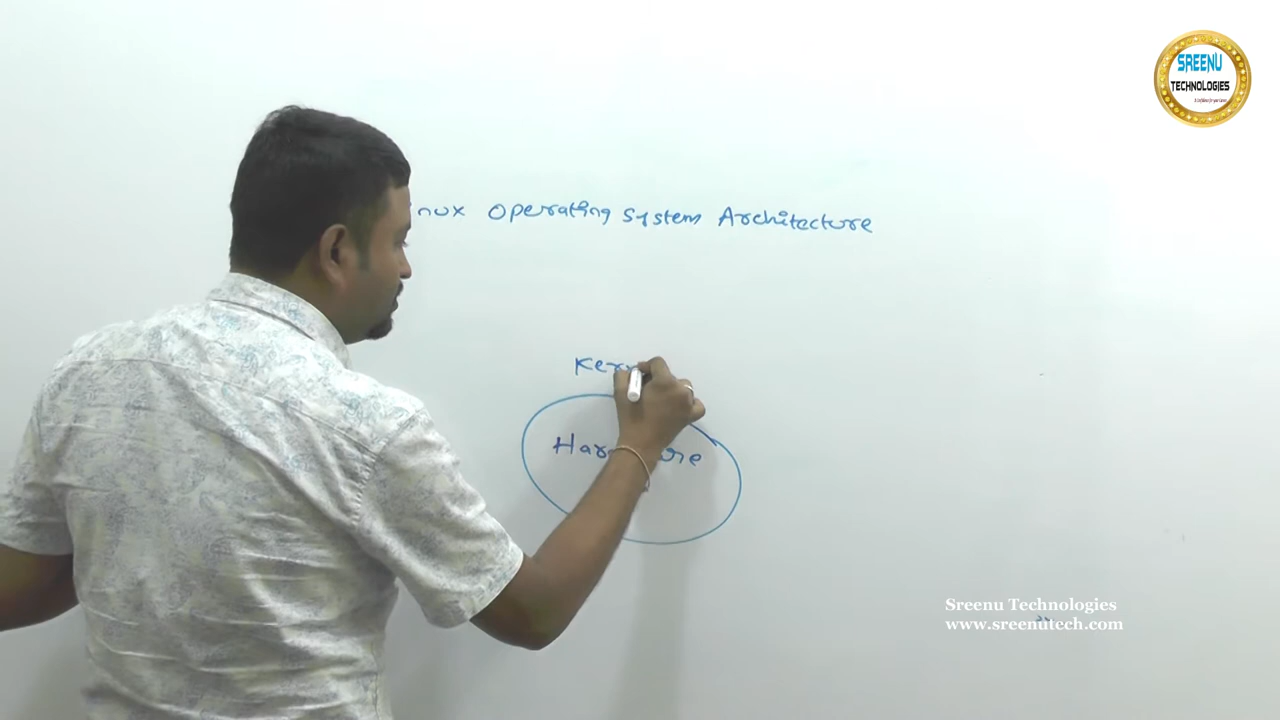 SREENU
TECHNOLOGIES
nux Operating System Architecture
Sreenu Technologies
www.sreenutech.com